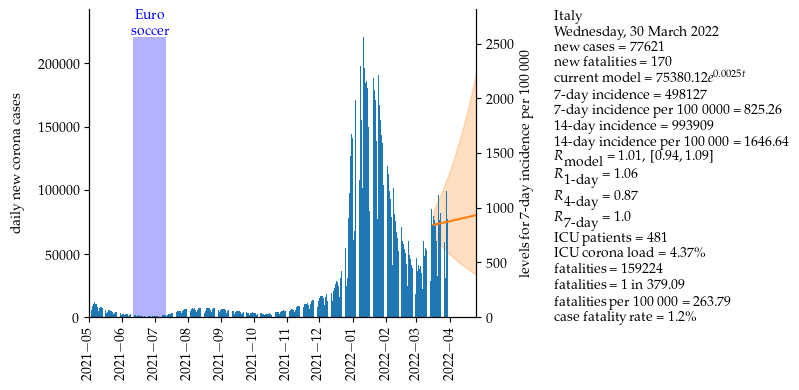 Euro
soccer
daily new corona cases
200000
150000
100000
50000
0
2500
2000
1500
1000
500
0
levels for 7-day incidence per 100 000
2021−05
2021−06
2021−07
2021−08
2021−09
2021−10
2021−11
2021−12
2022−01
2022−02
2022−03
2022−04
Italy
Wednesday, 30 March 2022
new cases = 77621
new fatalities = 170
current model = 75380.12e^{0.0025t}
7-day incidence = 498127
7-day incidence per 100 0000 = 825.26
14-day incidence = 993909
14-day incidence per 100 000 = 1646.64
R_model = 1.01, [0.94, 1.09]
R_1-day = 1.06
R_4-day = 0.87
R_7-day = 1.0
ICU patients = 481
ICU corona load = 4.37%
fatalities = 159224
fatalities = 1 in 379.09
fatalities per 100 000 = 263.79
case fatality rate = 1.2%